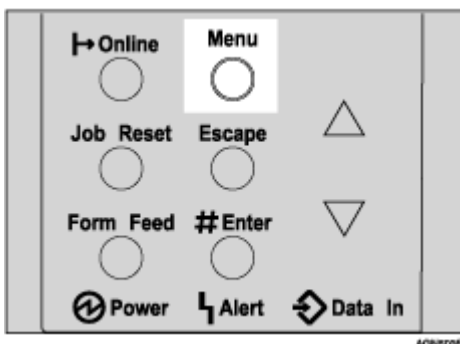 Online Menu
Job Reset Escape
Form Feed # Enter
Power Alert Data In